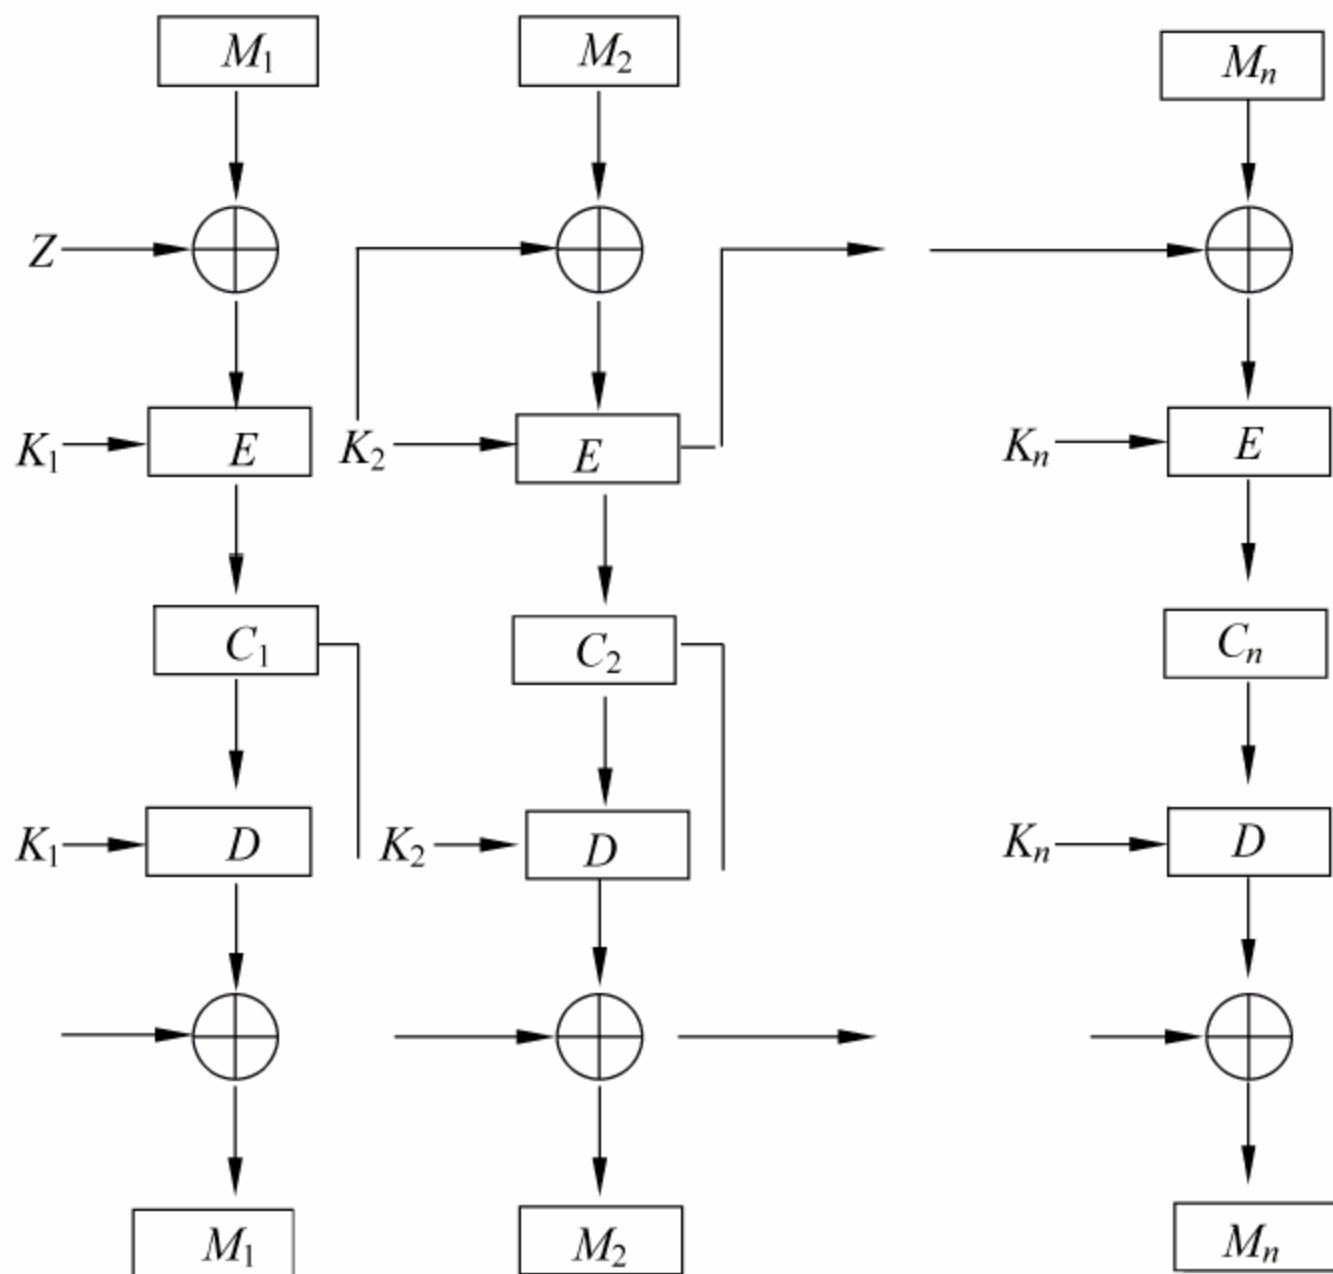 M₁ M₂ Mₙ
Z
K₁ E K₂ E Kₙ E
C₁ C₂ Cₙ
K₁ D K₂ D Kₙ D
M₁ M₂ Mₙ